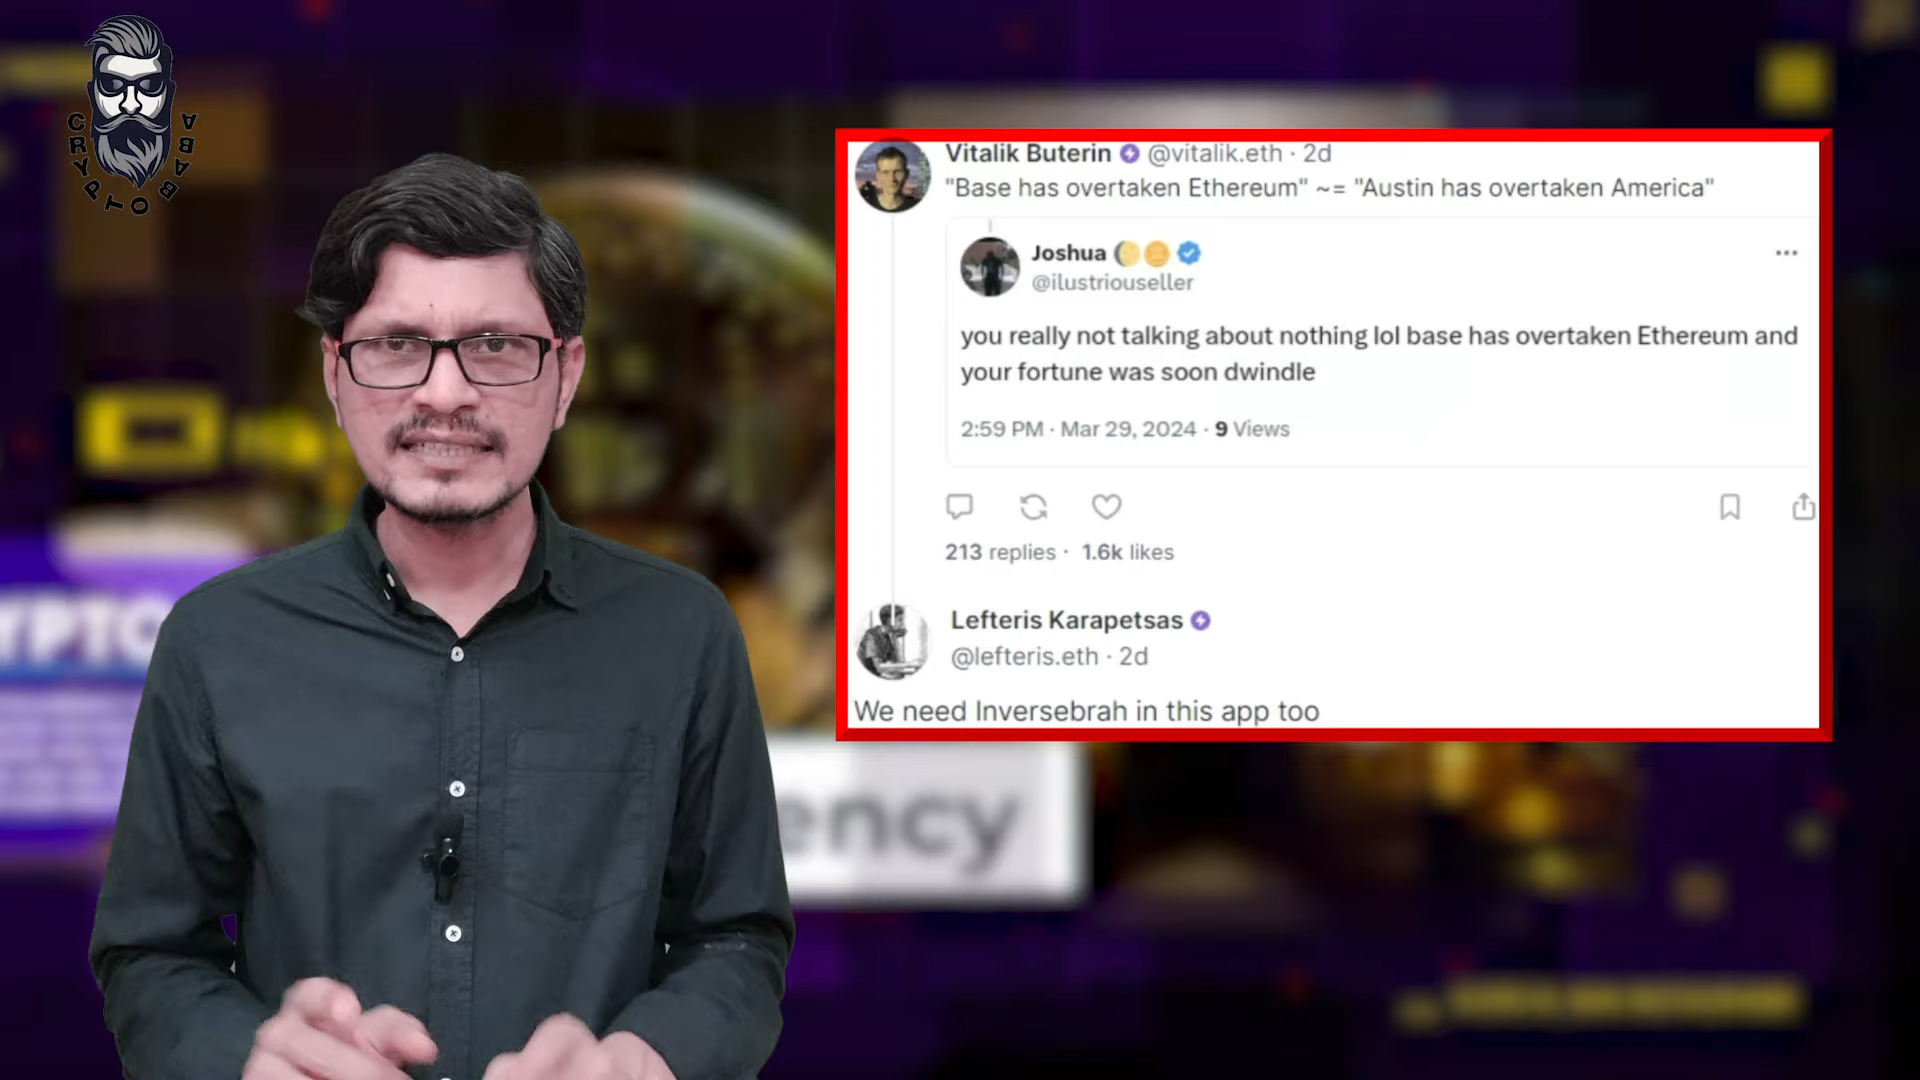 CRYPTO BABA
Vitalik Buterin @vitalik.eth · 2d
"Base has overtaken Ethereum" ~= "Austin has overtaken America"
Joshua
@ilustriouseller
you really not talking about nothing lol base has overtaken Ethereum and
your fortune was soon dwindle
2:59 PM · Mar 29, 2024 · 9 Views
213 replies · 1.6k likes
Lefteris Karapetsas
@lefteris.eth · 2d
We need Inversebrah in this app too
YPTO
ency